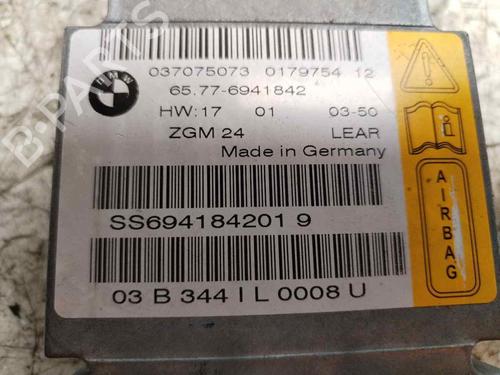 BMW
037075073 0179754 12
65.77-6941842
HW:17 01 03-50
ZGM 24 LEAR
Made in Germany
SS694184201 9
03 B 344 I L 0008 U
AIRBAG
B-PARTS